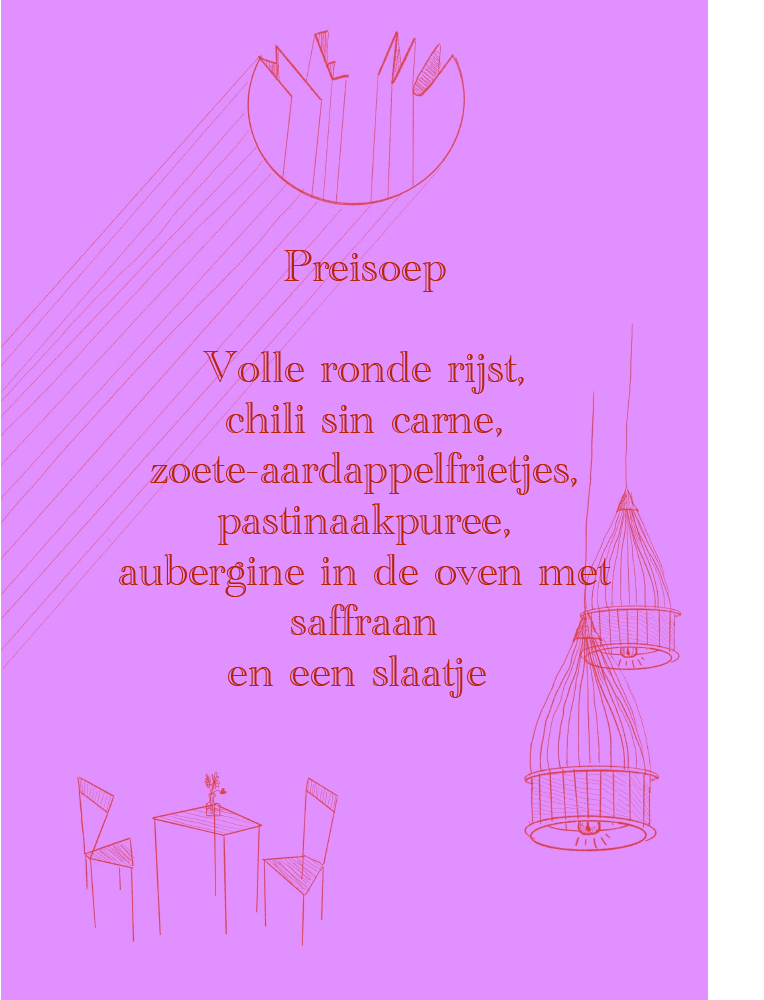 Preisoep
Volle ronde rijst,
chili sin carne,
zoete-aardappelfrietjes,
pastinaakpuree,
aubergine in de oven met
saffraan
en een slaatje